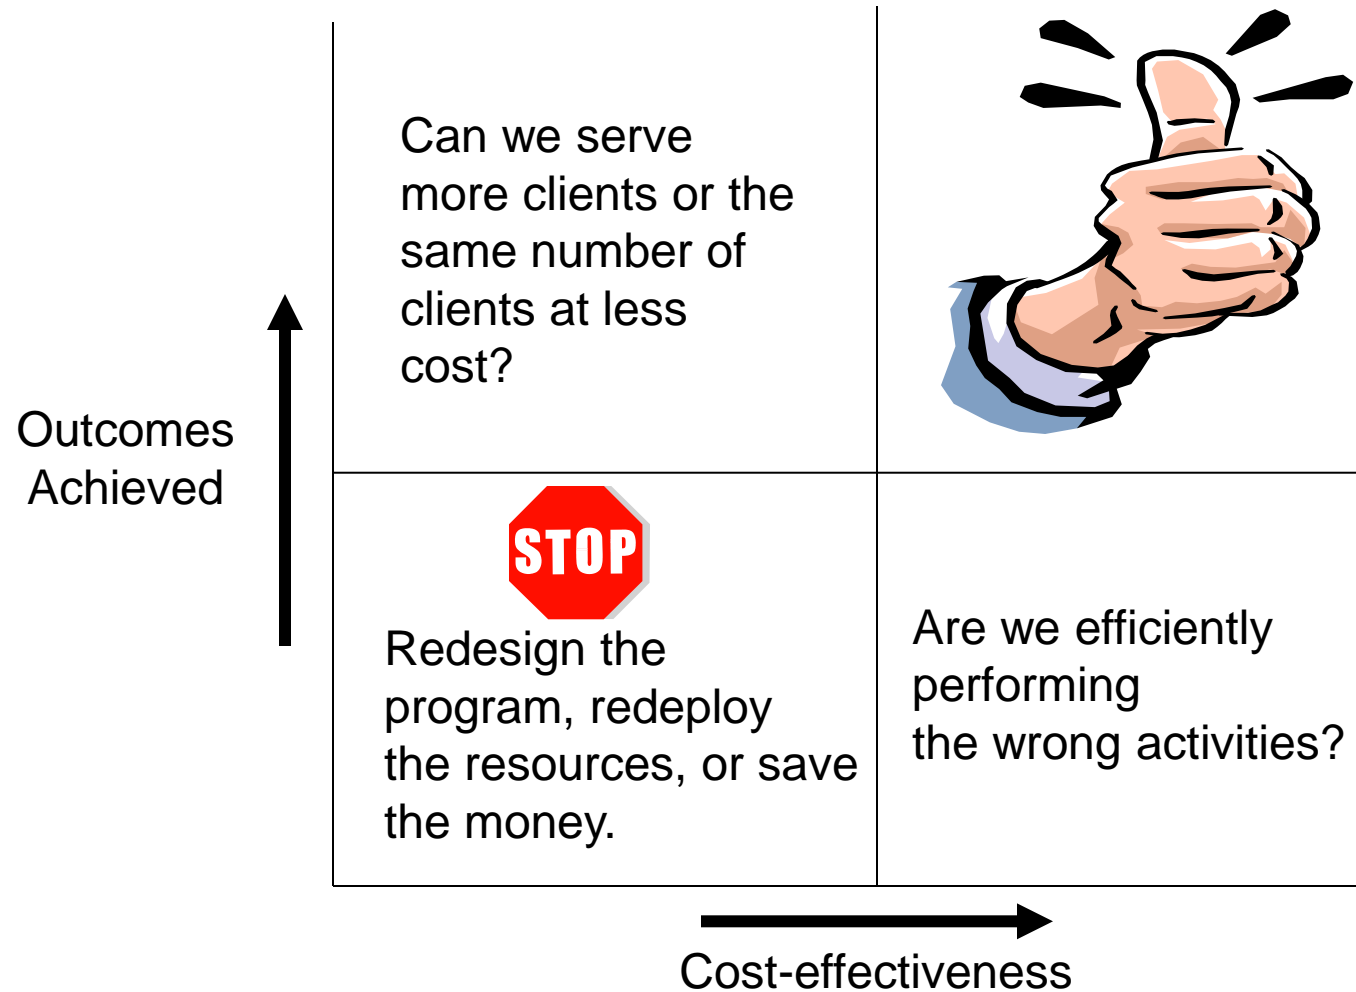 Can we serve
more clients or the
same number of
clients at less
cost?
Outcomes
Achieved
STOP
Redesign the
program, redeploy
the resources, or save
the money.
Are we efficiently
performing
the wrong activities?
Cost-effectiveness